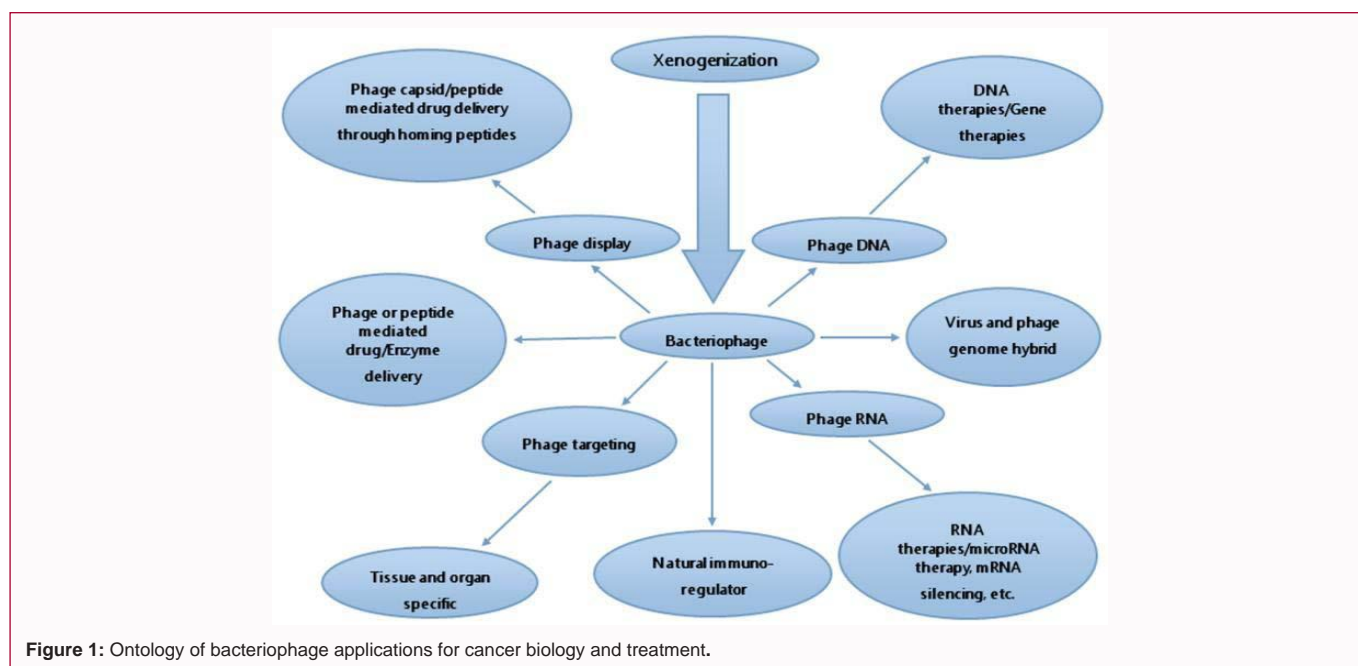 Xenogenization
Phage capsid/peptide
mediated drug delivery
through homing peptides
DNA
therapies/Gene
therapies
Phage display
Phage DNA
Phage or peptide
mediated
drug/Enzyme
delivery
Bacteriophage
Virus and phage
genome hybrid
Phage targeting
Phage RNA
Tissue and organ
specific
Natural immuno-
regulator
RNA
therapies/microRNA
therapy, mRNA
silencing, etc.
Figure 1: Ontology of bacteriophage applications for cancer biology and treatment.